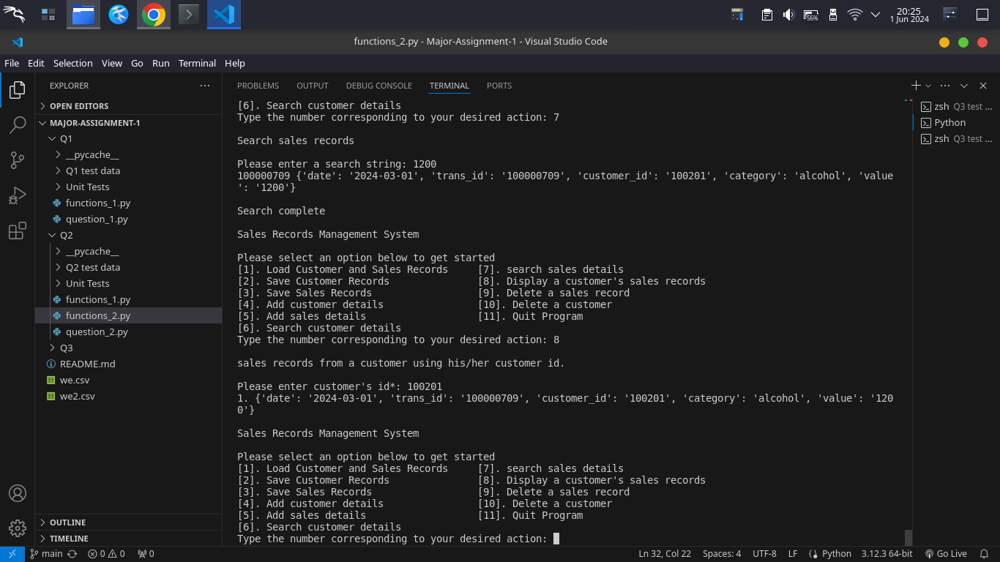 56%
20:25
1 Jun 2024
functions_2.py - Major-Assignment-1 - Visual Studio Code
File Edit Selection View Go Run Terminal Help
EXPLORER
OPEN EDITORS
MAJOR-ASSIGNMENT-1
Q1
__pycache__
Q1 test data
Unit Tests
functions_1.py
question_1.py
Q2
__pycache__
Q2 test data
Unit Tests
functions_1.py
functions_2.py
question_2.py
Q3
README.md
we.csv
we2.csv
OUTLINE
TIMELINE
PROBLEMS OUTPUT DEBUG CONSOLE TERMINAL PORTS
[6]. Search customer details
Type the number corresponding to your desired action: 7
Search sales records
Please enter a search string: 1200
100000709 {'date': '2024-03-01', 'trans_id': '100000709', 'customer_id': '100201', 'category': 'alcohol', 'value
': '1200'}
Search complete
Sales Records Management System
Please select an option below to get started
[1]. Load Customer and Sales Records [7]. search sales details
[2]. Save Customer Records [8]. Display a customer's sales records
[3]. Save Sales Records [9]. Delete a sales record
[4]. Add customer details [10]. Delete a customer
[5]. Add sales details [11]. Quit Program
[6]. Search customer details
Type the number corresponding to your desired action: 8
sales records from a customer using his/her customer id.
Please enter customer's id*: 100201
1. {'date': '2024-03-01', 'trans_id': '100000709', 'customer_id': '100201', 'category': 'alcohol', 'value': '120
0'}
Sales Records Management System
Please select an option below to get started
[1]. Load Customer and Sales Records [7]. search sales details
[2]. Save Customer Records [8]. Display a customer's sales records
[3]. Save Sales Records [9]. Delete a sales record
[4]. Add customer details [10]. Delete a customer
[5]. Add sales details [11]. Quit Program
[6]. Search customer details
Type the number corresponding to your desired action:
zsh Q3 test ...
Python
zsh Q3 test ...
main 0 0 0 Ln 32, Col 22 Spaces: 4 UTF-8 LF Python 3.12.3 64-bit Go Live